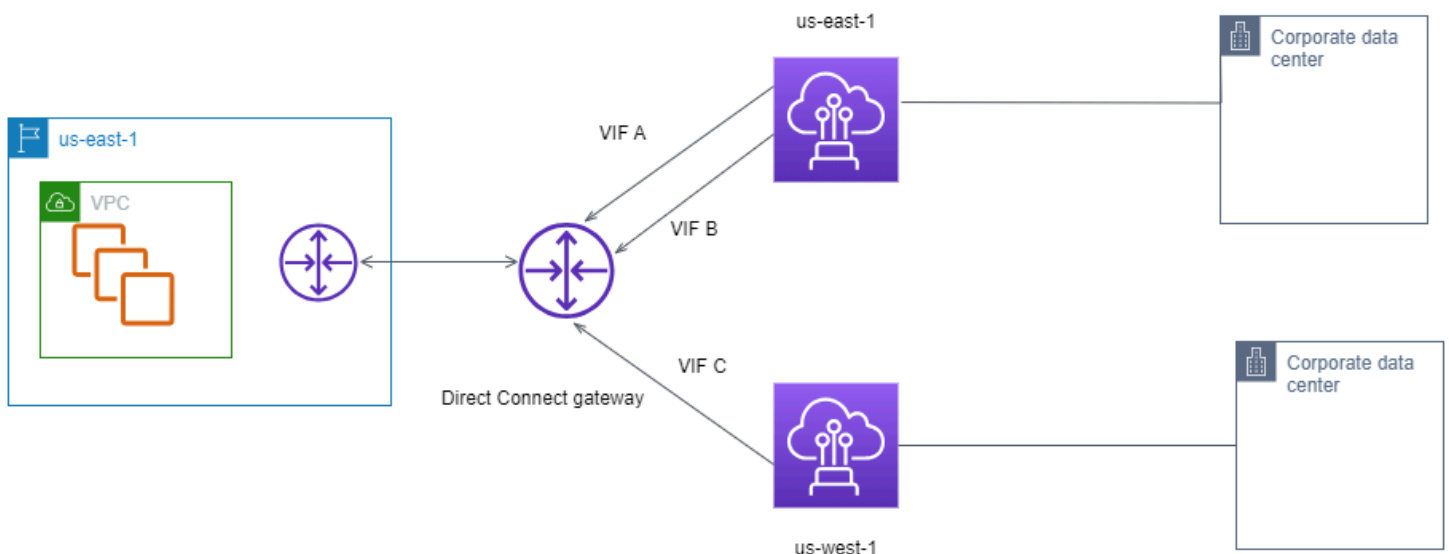 us-east-1
Corporate data
center
us-east-1
VPC
VIF A
VIF B
VIF C
Direct Connect gateway
Corporate data
center
us-west-1